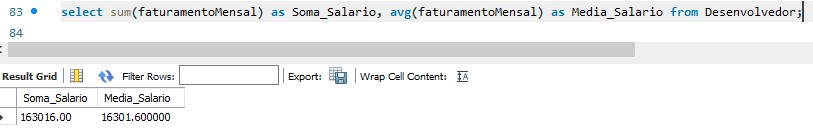 83 select sum(faturamentoMensal) as Soma_Salario, avg(faturamentoMensal) as Media_Salario from Desenvolvedor;
84
Result Grid Filter Rows: Export: Wrap Cell Content:
Soma_Salario Media_Salario
163016.00 16301.600000